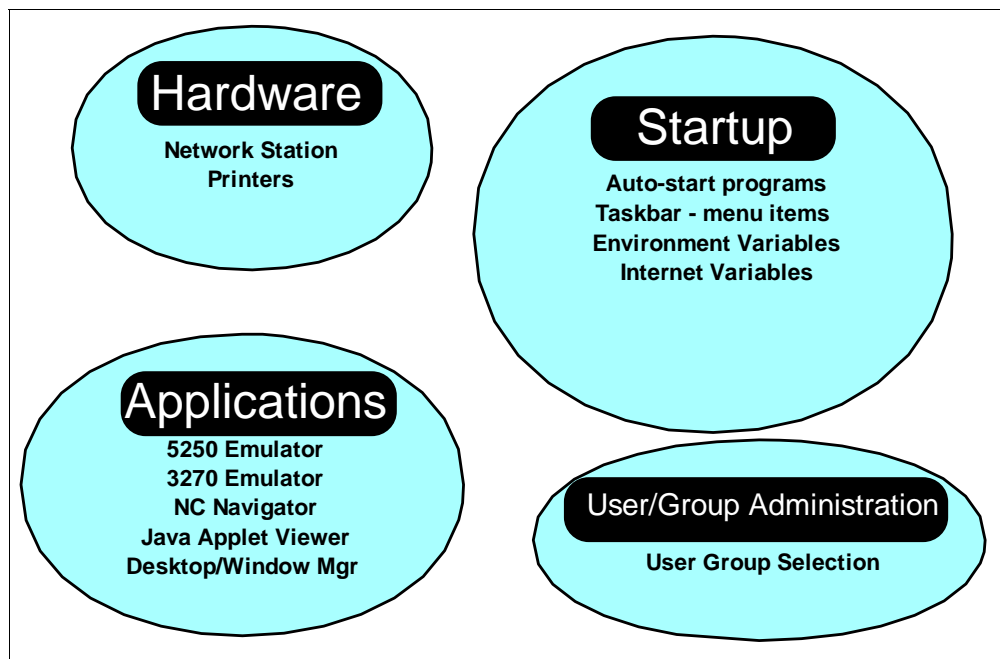 Hardware
Network Station
Printers
Startup
Auto-start programs
Taskbar - menu items
Environment Variables
Internet Variables
Applications
5250 Emulator
3270 Emulator
NC Navigator
Java Applet Viewer
Desktop/Window Mgr
User/Group Administration
User Group Selection